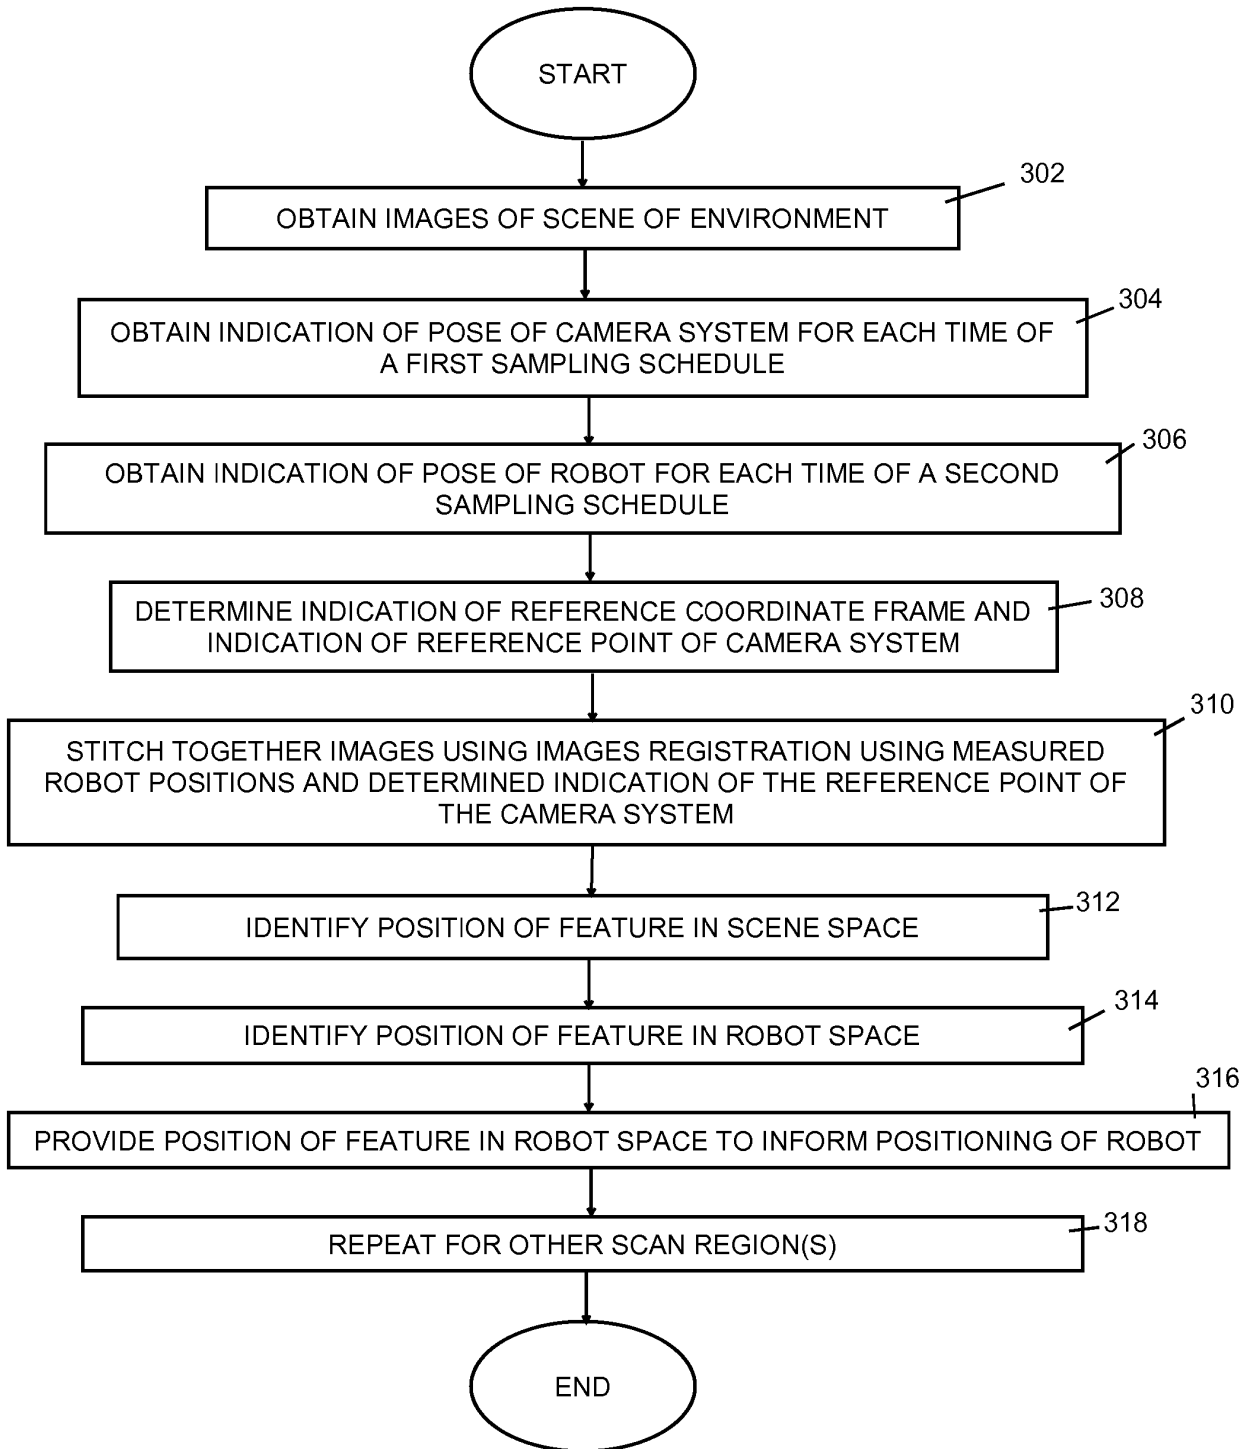 START
302
OBTAIN IMAGES OF SCENE OF ENVIRONMENT
304
OBTAIN INDICATION OF POSE OF CAMERA SYSTEM FOR EACH TIME OF
A FIRST SAMPLING SCHEDULE
306
OBTAIN INDICATION OF POSE OF ROBOT FOR EACH TIME OF A SECOND
SAMPLING SCHEDULE
308
DETERMINE INDICATION OF REFERENCE COORDINATE FRAME AND
INDICATION OF REFERENCE POINT OF CAMERA SYSTEM
310
STITCH TOGETHER IMAGES USING IMAGES REGISTRATION USING MEASURED
ROBOT POSITIONS AND DETERMINED INDICATION OF THE REFERENCE POINT OF
THE CAMERA SYSTEM
312
IDENTIFY POSITION OF FEATURE IN SCENE SPACE
314
IDENTIFY POSITION OF FEATURE IN ROBOT SPACE
316
PROVIDE POSITION OF FEATURE IN ROBOT SPACE TO INFORM POSITIONING OF ROBOT
318
REPEAT FOR OTHER SCAN REGION(S)
END